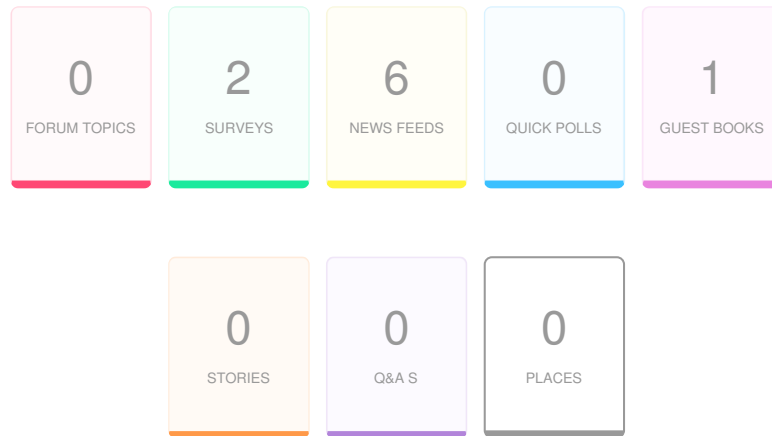 0
FORUM TOPICS
2
SURVEYS
6
NEWS FEEDS
0
QUICK POLLS
1
GUEST BOOKS
0
STORIES
0
Q&A S
0
PLACES